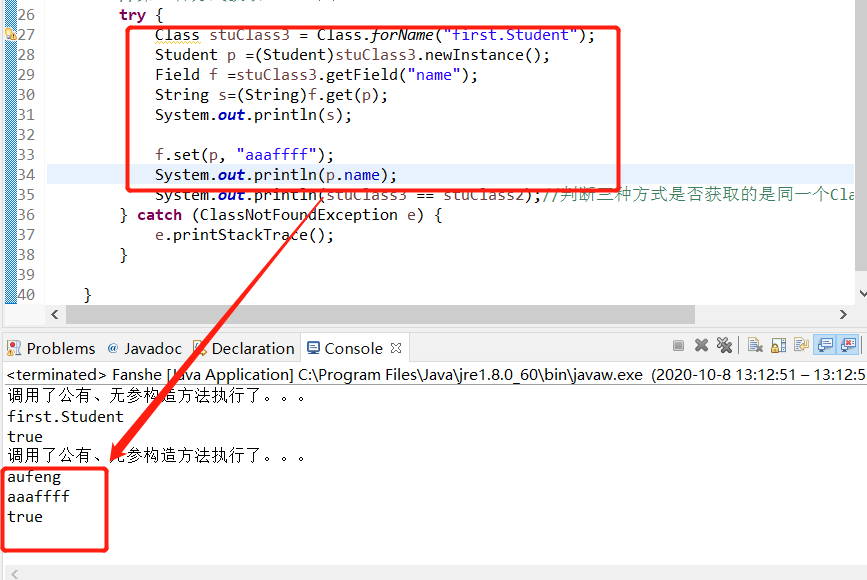 26 try {
27 Class stuClass3 = Class.forName("first.Student");
28 Student p =(Student)stuClass3.newInstance();
29 Field f =stuClass3.getField("name");
30 String s=(String)f.get(p);
31 System.out.println(s);
32
33 f.set(p, "aaaffff");
34 System.out.println(p.name);
35 System.out.println(stuClass3 == stuClass2);//判断三种方式是否获取的是同一个Cla
36 } catch (ClassNotFoundException e) {
37 e.printStackTrace();
38 }
39
40 }
Problems @ Javadoc Declaration Console
<terminated> Fanshe [Java Application] C:\Program Files\Java\jre1.8.0_60\bin\javaw.exe (2020-10-8 13:12:51 – 13:12:5
调用了公有、无参构造方法执行了。。。
first.Student
true
调用了公有、无参构造方法执行了。。。
aufeng
aaaffff
true